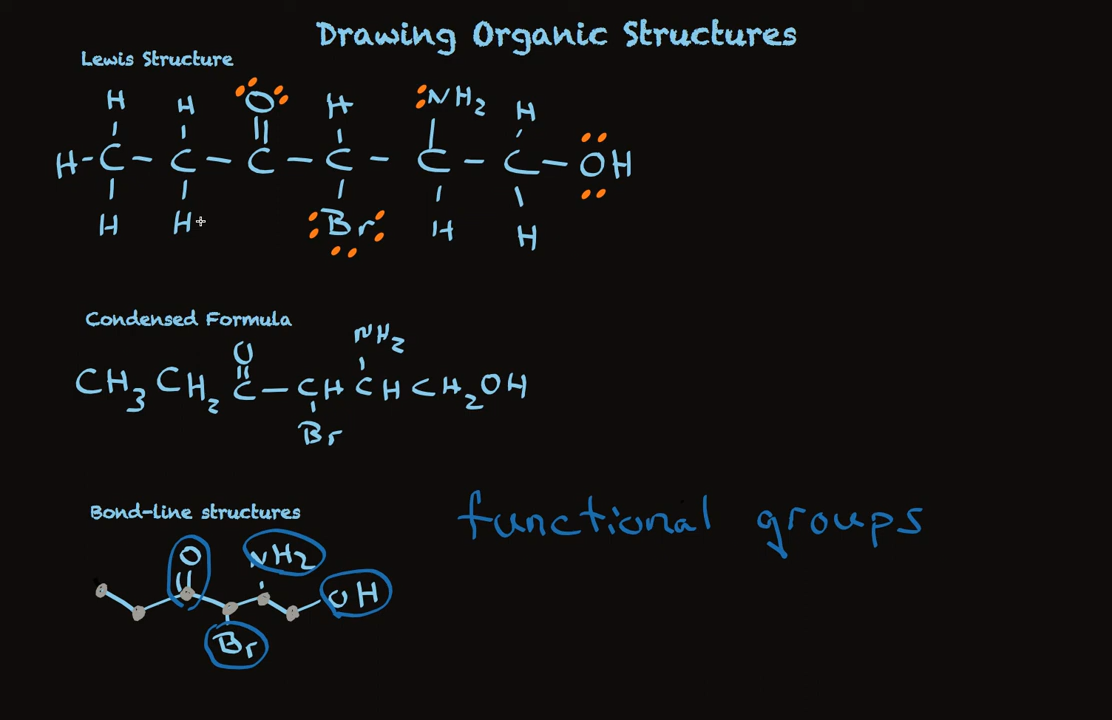 Drawing Organic Structures
Lewis Structure
H H O H NH2 H
H-C-C-C-C-C-C-OH
H H Br H H
Condensed Formula
O NH2
CH3CH2C-CHCHCH2OH
Br
Bond-line structures
functional groups
O NH2
OH
Br